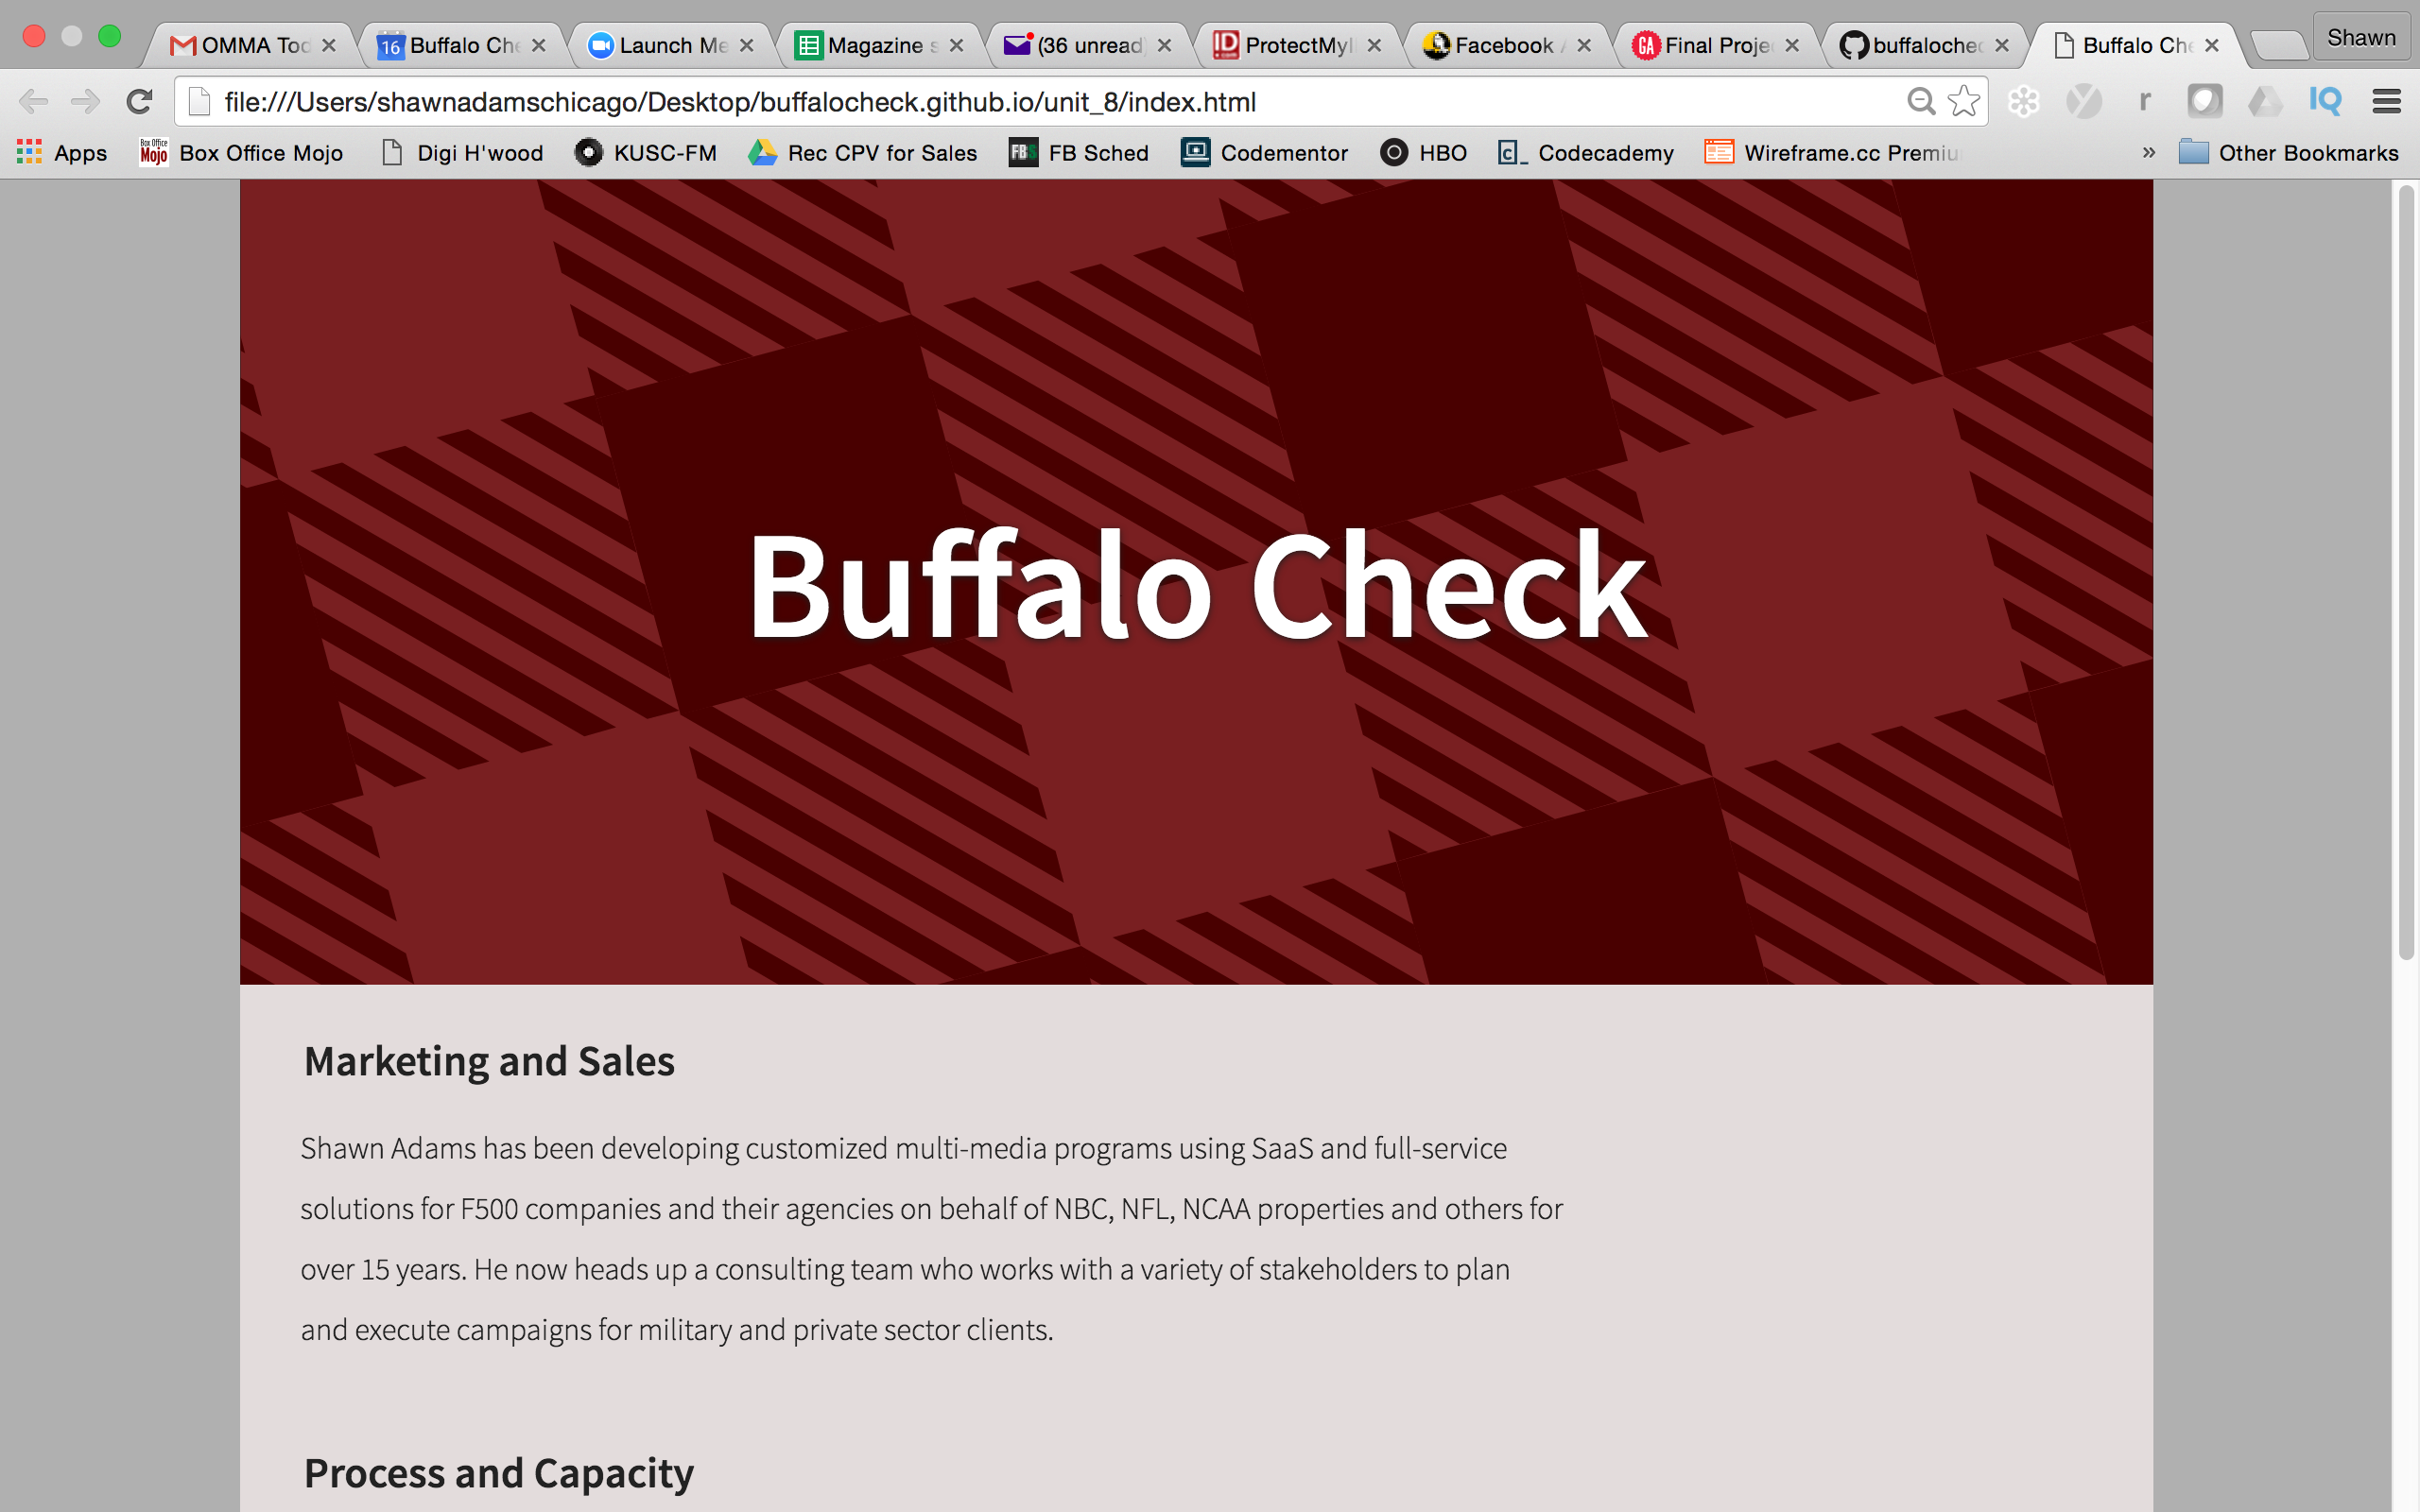 OMMA Tod
Buffalo Che
Launch Me
Magazine s
(36 unread
ProtectMyI
Facebook
Final Proje
buffalochec
Buffalo Che
Shawn
file:///Users/shawnadamschicago/Desktop/buffalocheck.github.io/unit_8/index.html
Apps
Box Office Mojo
Digi H'wood
KUSC-FM
Rec CPV for Sales
FB Sched
Codementor
HBO
Codecademy
Wireframe.cc Premiu
»
Other Bookmarks
Buffalo Check
Marketing and Sales
Shawn Adams has been developing customized multi-media programs using SaaS and full-service
solutions for F500 companies and their agencies on behalf of NBC, NFL, NCAA properties and others for
over 15 years. He now heads up a consulting team who works with a variety of stakeholders to plan
and execute campaigns for military and private sector clients.
Process and Capacity